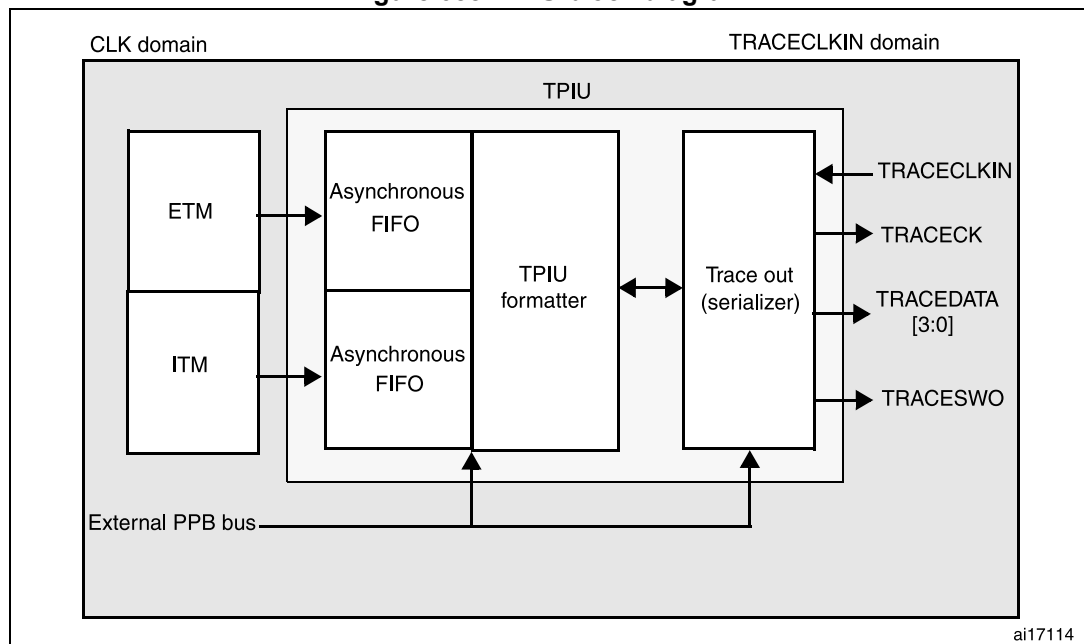 CLK domain
TRACECLKIN domain
TPIU
ETM
Asynchronous
FIFO
TPIU
formatter
Trace out
(serializer)
TRACECLKIN
TRACECK
TRACEDATA
[3:0]
TRACESWO
ITM
Asynchronous
FIFO
External PPB bus
ai17114